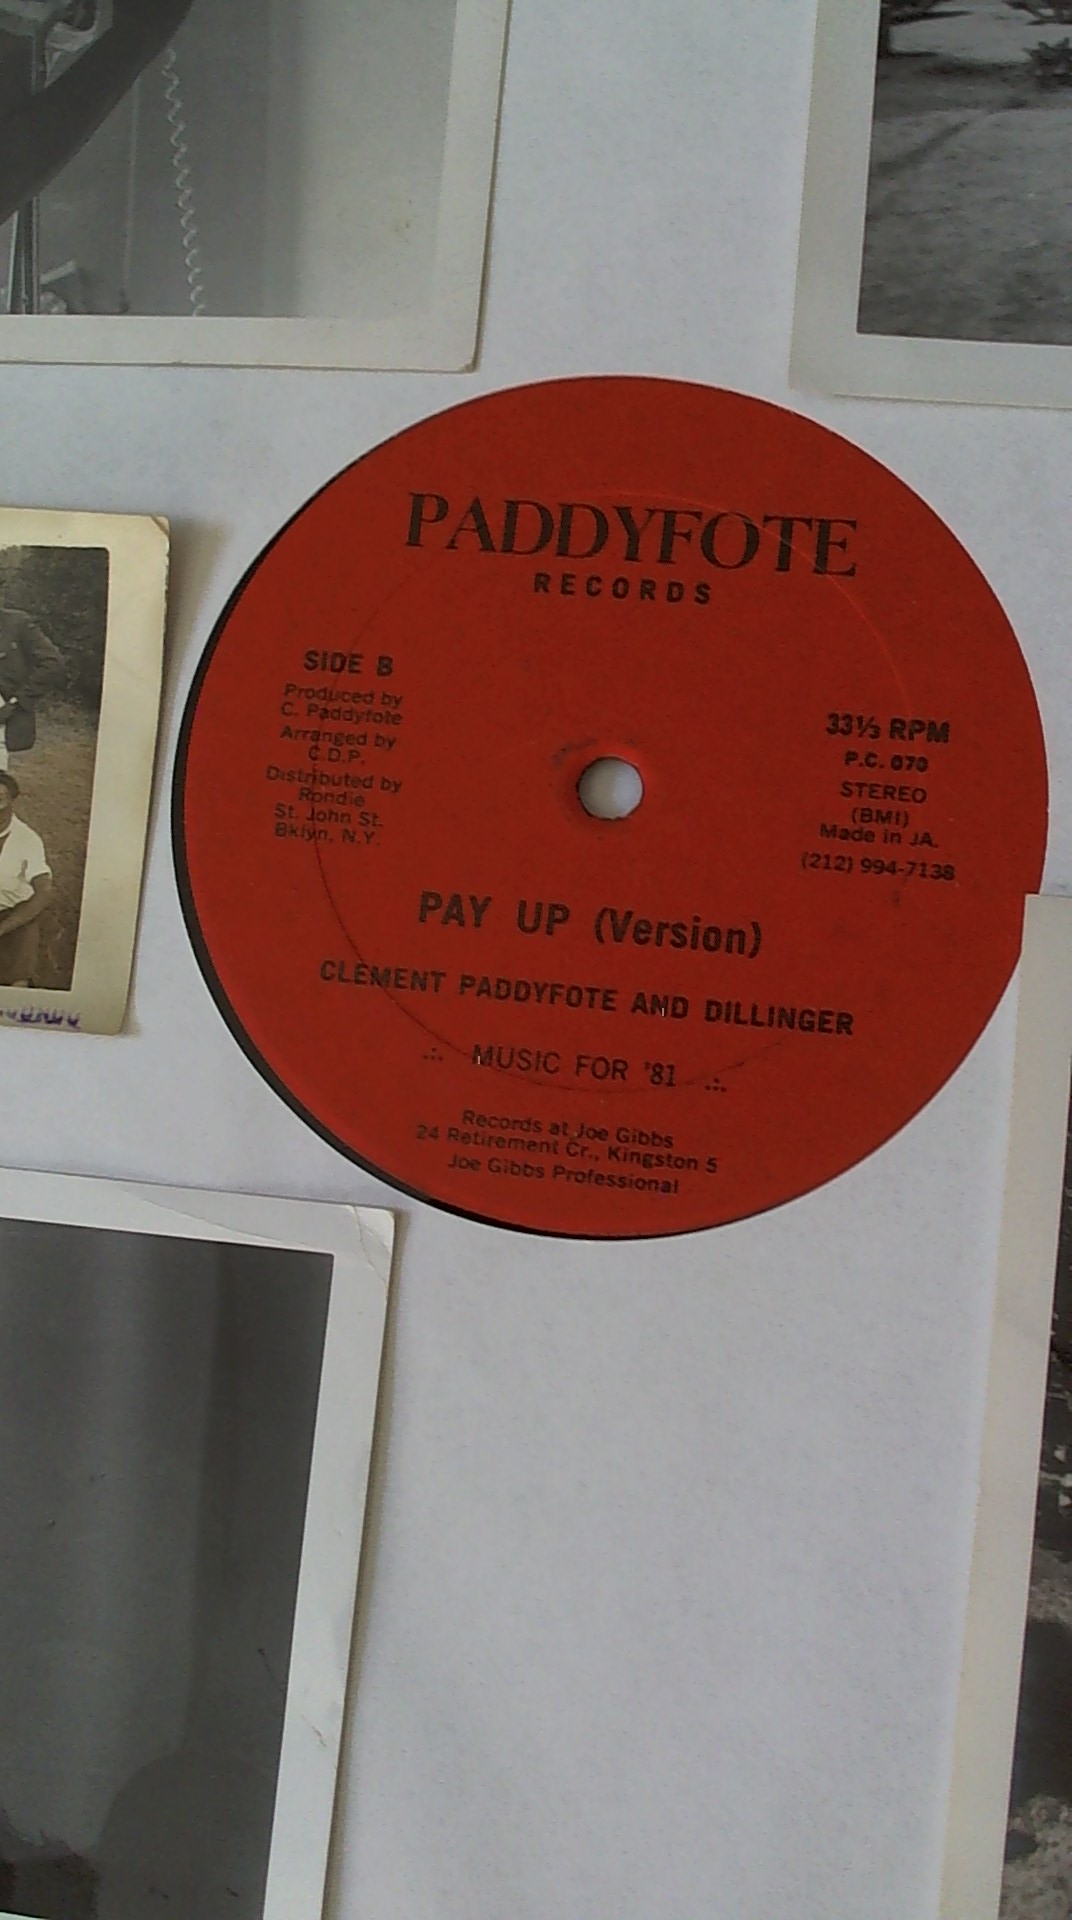 PADDYFOTE
RECORDS
SIDE B
Produced by
C. Paddyfote
Arranged by
C.D.P.
Distributed by
Rondie
St. John St.
Bklyn, N.Y.
33⅓ RPM
P.C. 070
STEREO
(BMI)
Made in JA.
(212) 994-7138
PAY UP (Version)
CLEMENT PADDYFOTE AND DILLINGER
.:. MUSIC FOR '81 .:.
Records at Joe Gibbs
24 Retirement Cr., Kingston 5
Joe Gibbs Professional